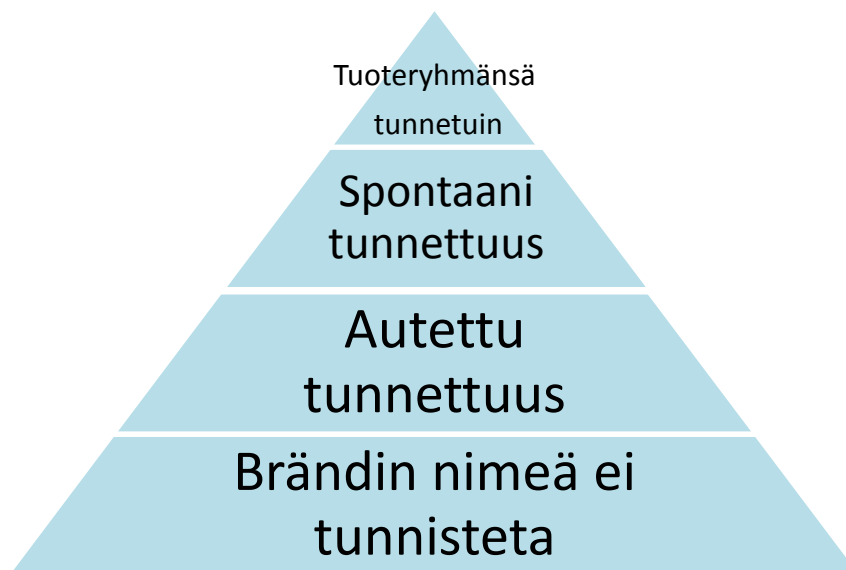 Tuoteryhmänsä
tunnetuin
Spontaani
tunnettuus
Autettu
tunnettuus
Brändin nimeä ei
tunnisteta